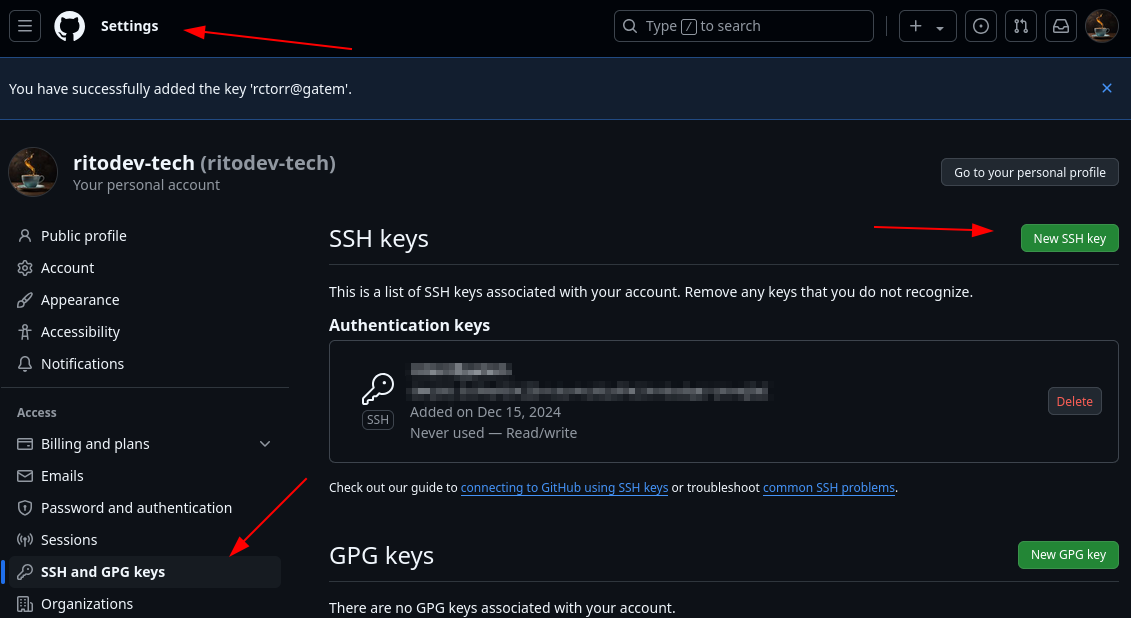 Settings
Type / to search
You have successfully added the key 'rctorr@gatem'.
ritodev-tech (ritodev-tech)
Your personal account
Go to your personal profile
Public profile
Account
Appearance
Accessibility
Notifications
Access
Billing and plans
Emails
Password and authentication
Sessions
SSH and GPG keys
Organizations
SSH keys
New SSH key
This is a list of SSH keys associated with your account. Remove any keys that you do not recognize.
Authentication keys
SSH
Added on Dec 15, 2024
Never used — Read/write
Delete
Check out our guide to connecting to GitHub using SSH keys or troubleshoot common SSH problems.
GPG keys
New GPG key
There are no GPG keys associated with your account.